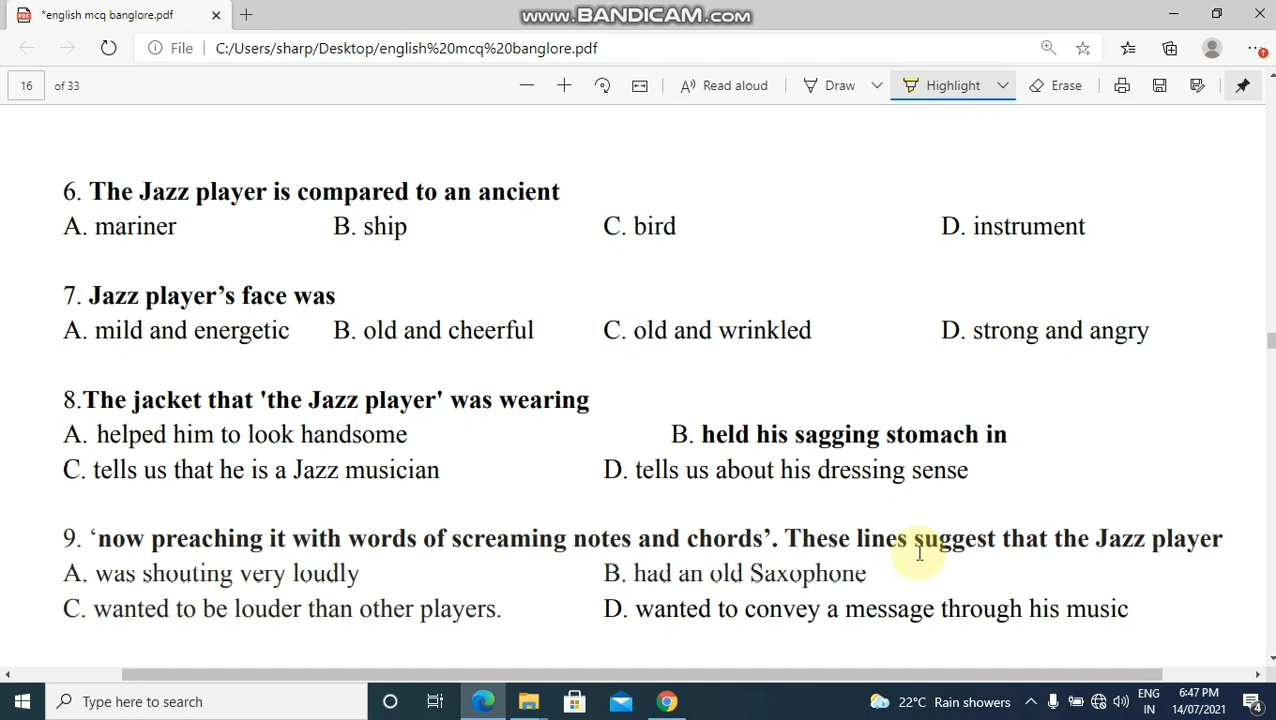 *english mcq banglore.pdf
www.BANDICAM.com
File C:/Users/sharp/Desktop/english%20mcq%20banglore.pdf
16 of 33 Read aloud Draw Highlight Erase
6. The Jazz player is compared to an ancient
A. mariner B. ship C. bird D. instrument
7. Jazz player’s face was
A. mild and energetic B. old and cheerful C. old and wrinkled D. strong and angry
8.The jacket that 'the Jazz player' was wearing
A. helped him to look handsome B. held his sagging stomach in
C. tells us that he is a Jazz musician D. tells us about his dressing sense
9. ‘now preaching it with words of screaming notes and chords’. These lines suggest that the Jazz player
A. was shouting very loudly B. had an old Saxophone
C. wanted to be louder than other players. D. wanted to convey a message through his music
Type here to search 22°C Rain showers ENG 6:47 PM
IN 14/07/2021 4